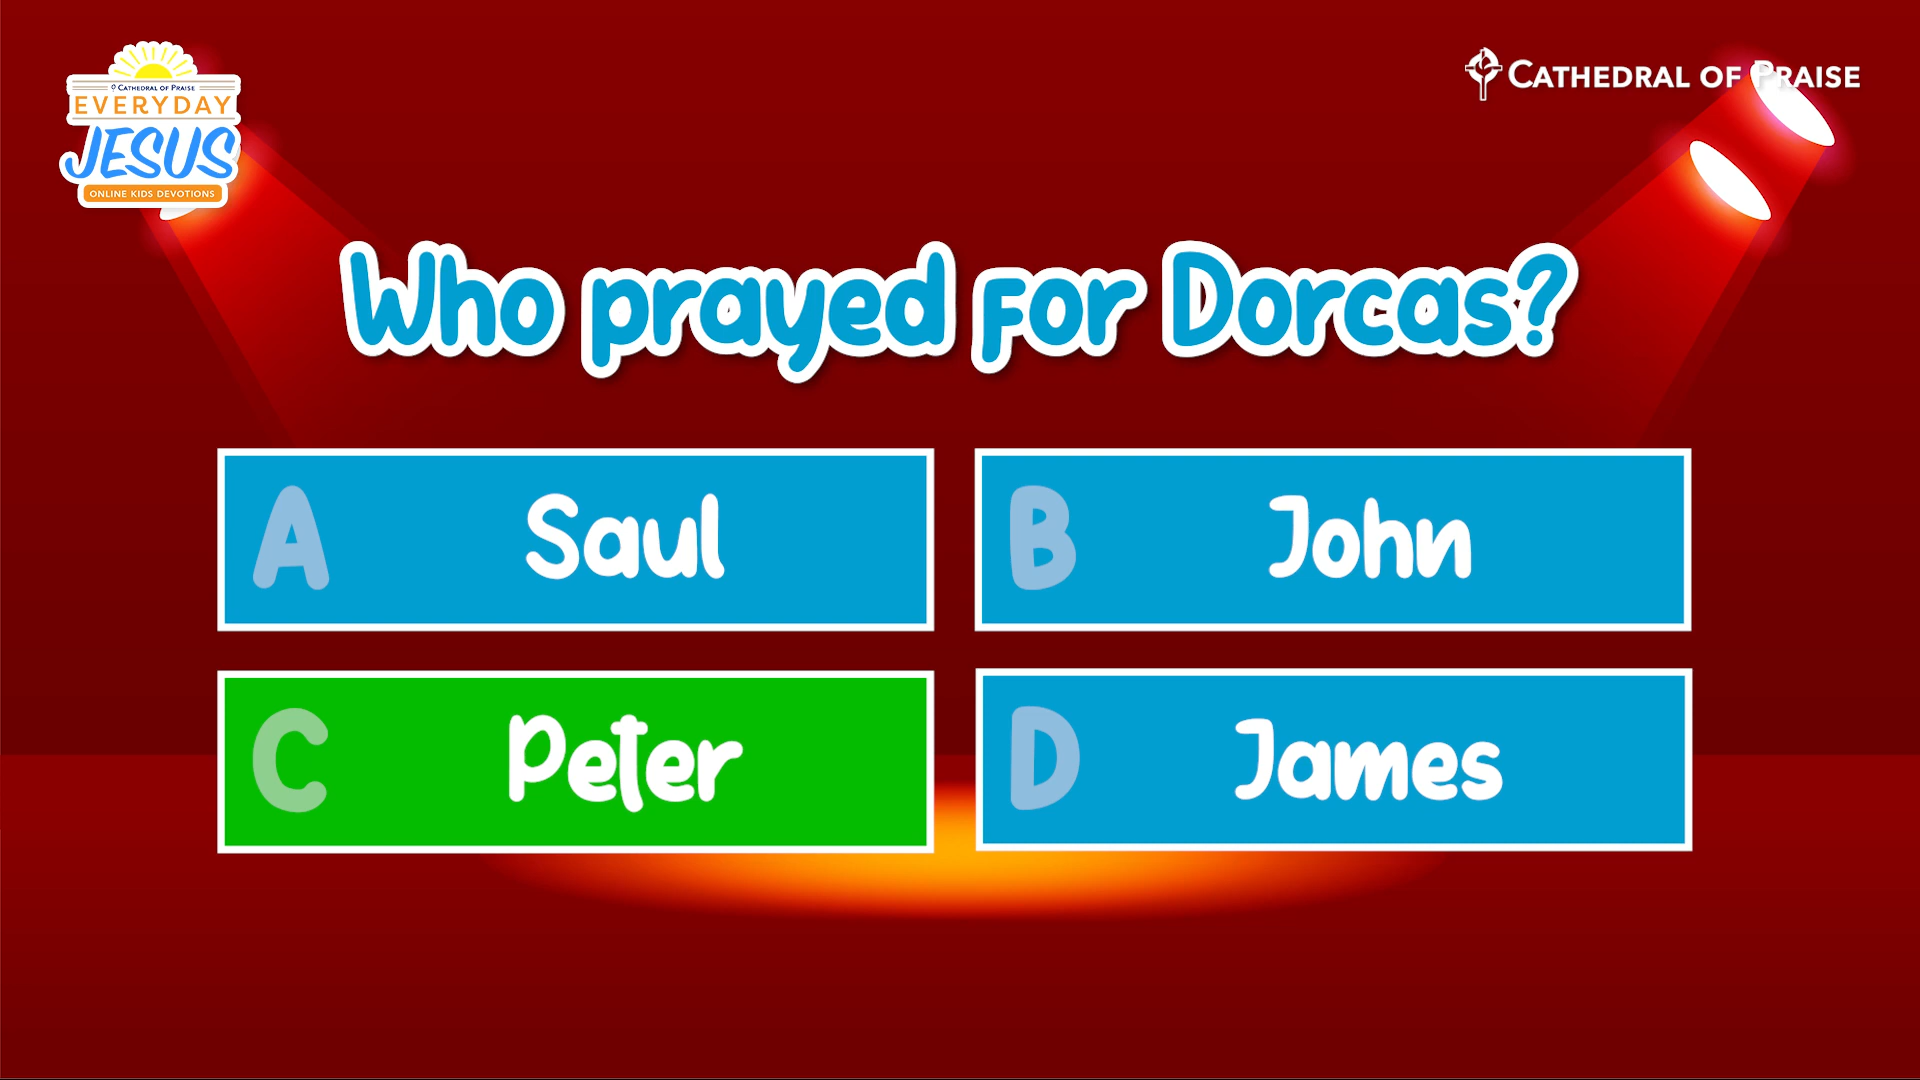 CATHEDRAL OF PRAISE
EVERYDAY
JESUS
ONLINE KIDS DEVOTIONS
CATHEDRAL OF PRAISE
Who prayed for Dorcas?
A Saul
B John
C Peter
D James